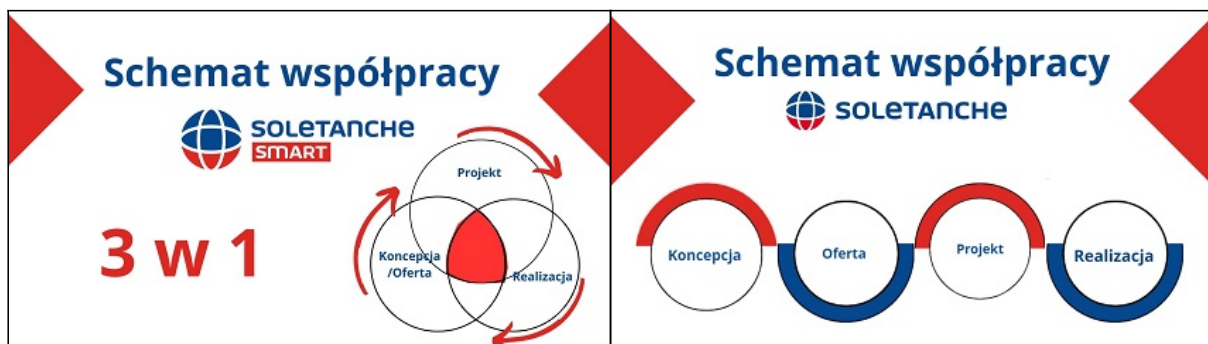 Schemat współpracy
SOLETANCHE
SMART
3 w 1
Projekt
Koncepcja
/Oferta
Realizacja
Schemat współpracy
SOLETANCHE
Koncepcja
Oferta
Projekt
Realizacja